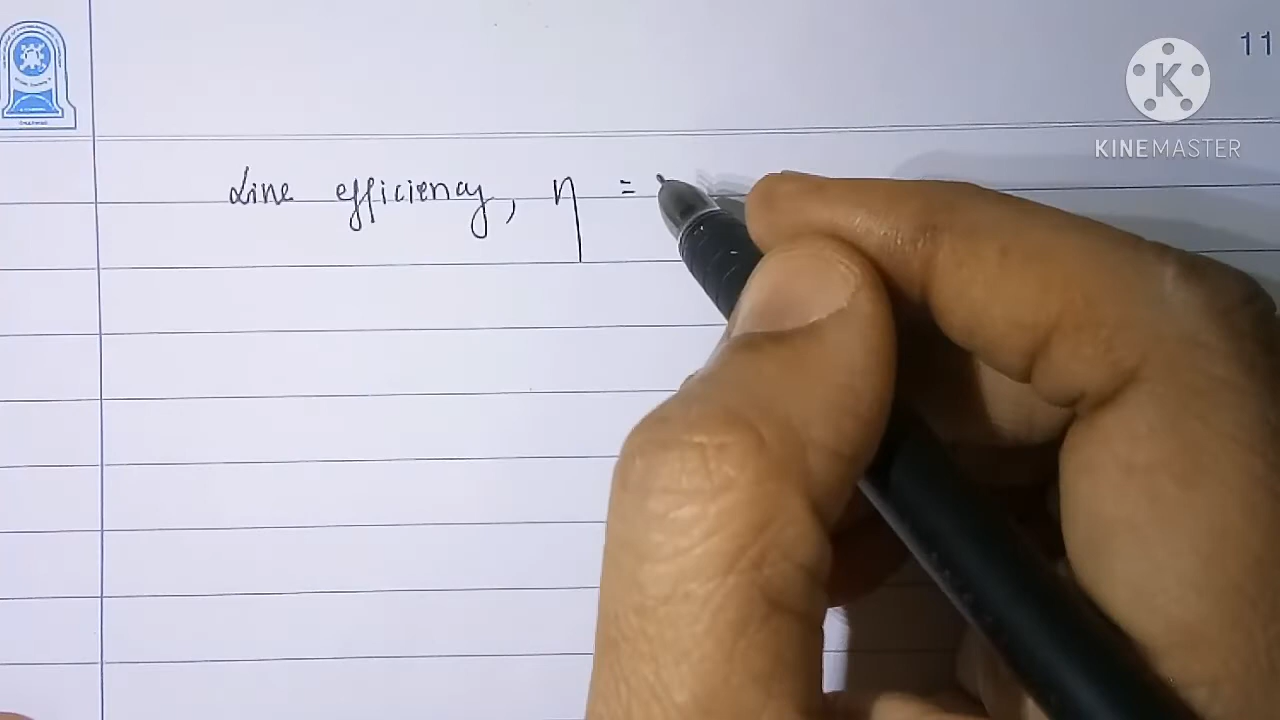 11
KINEMASTER
Line efficiency, η =